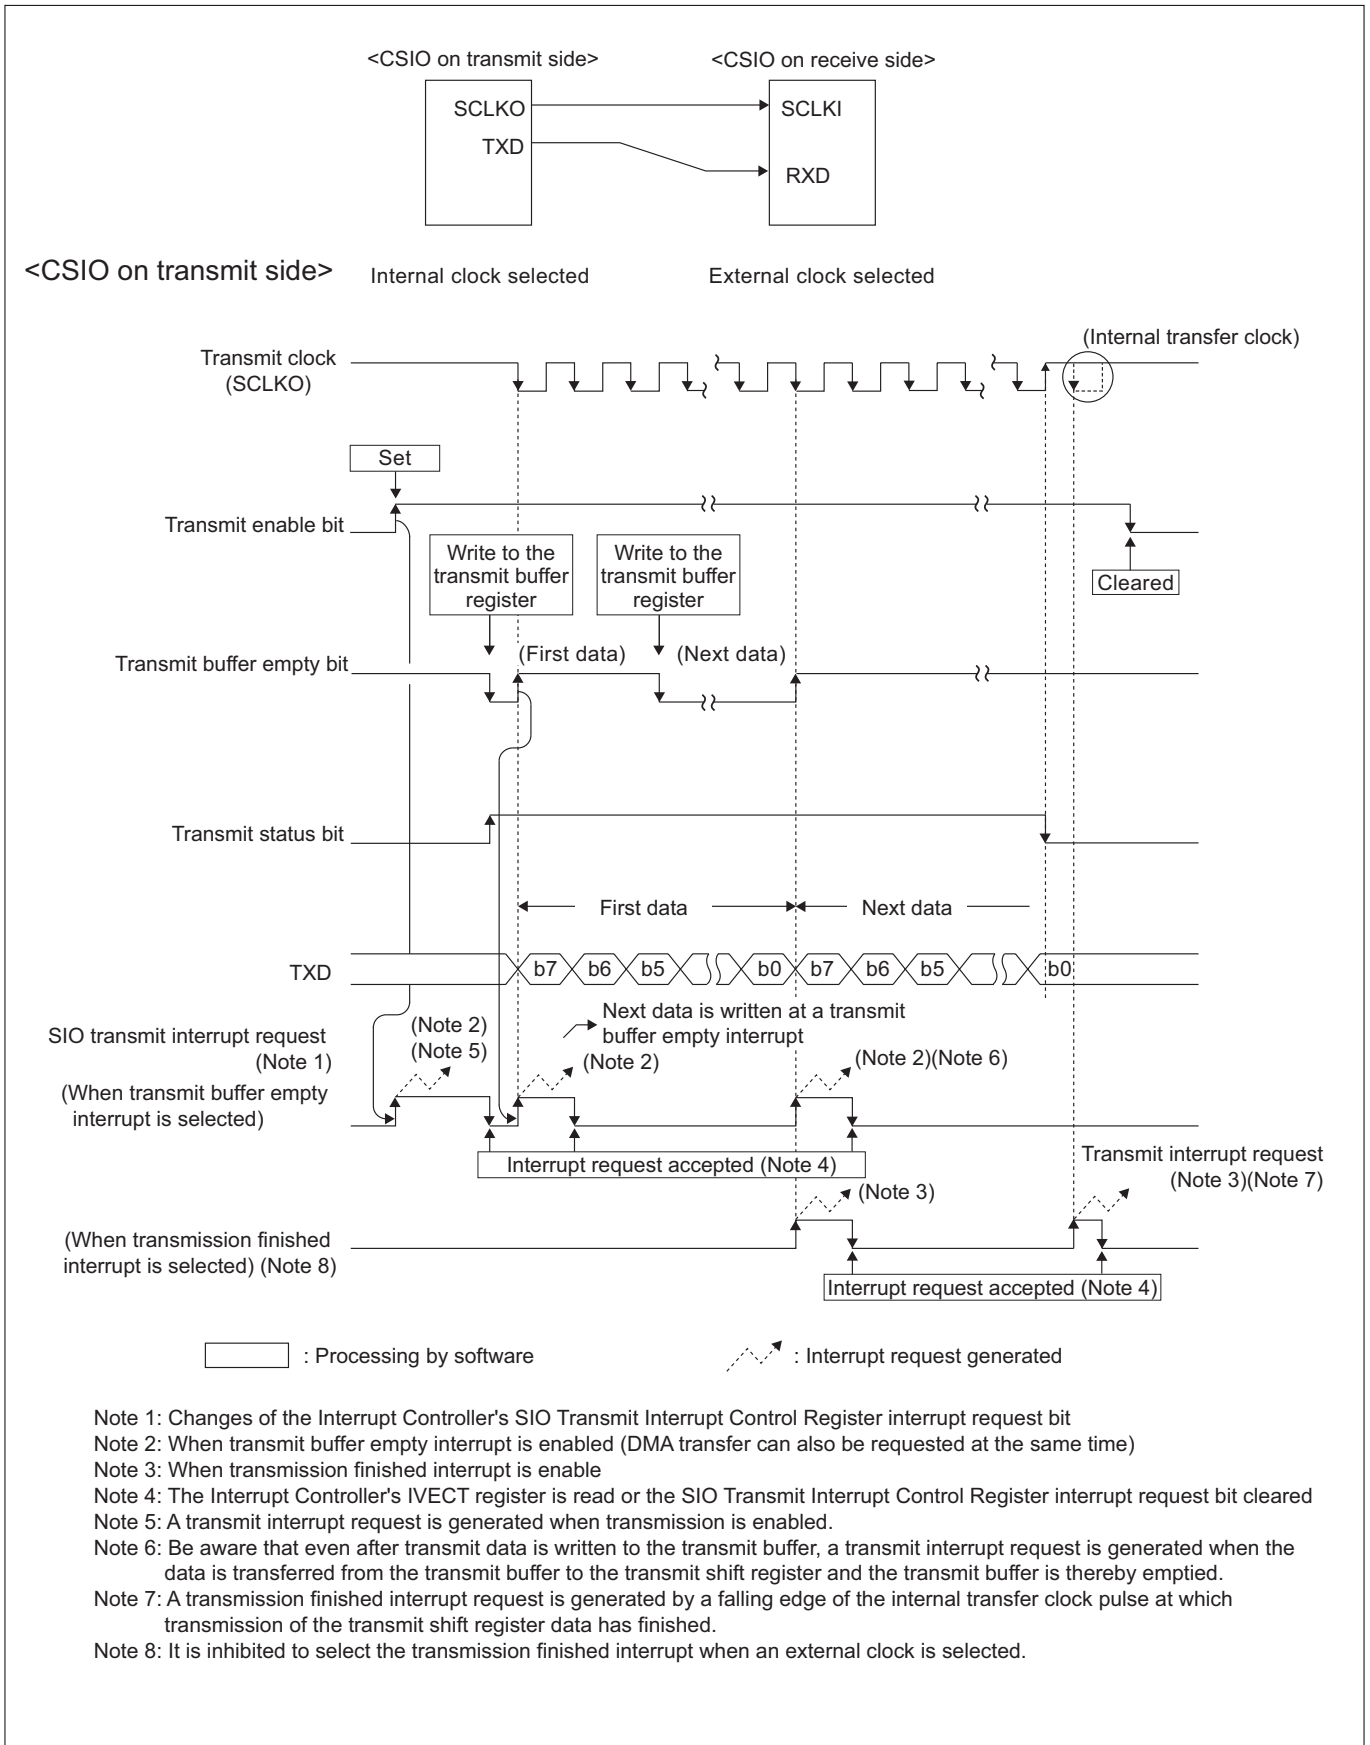 <CSIO on transmit side>
<CSIO on receive side>
SCLKO
SCLKI
TXD
RXD
<CSIO on transmit side>
Internal clock selected
External clock selected
(Internal transfer clock)
Transmit clock
(SCLKO)
Set
Transmit enable bit
Write to the
transmit buffer
register
Write to the
transmit buffer
register
Cleared
Transmit buffer empty bit
(First data)
(Next data)
Transmit status bit
First data
Next data
TXD
b7
b6
b5
b0
b7
b6
b5
b0
Next data is written at a transmit
buffer empty interrupt
SIO transmit interrupt request
(Note 1)
(Note 2)
(Note 5)
(Note 2)
(Note 2)(Note 6)
(When transmit buffer empty
interrupt is selected)
Interrupt request accepted (Note 4)
Transmit interrupt request
(Note 3)(Note 7)
(Note 3)
(When transmission finished
interrupt is selected) (Note 8)
Interrupt request accepted (Note 4)
: Processing by software
: Interrupt request generated
Note 1: Changes of the Interrupt Controller's SIO Transmit Interrupt Control Register interrupt request bit
Note 2: When transmit buffer empty interrupt is enabled (DMA transfer can also be requested at the same time)
Note 3: When transmission finished interrupt is enable
Note 4: The Interrupt Controller's IVECT register is read or the SIO Transmit Interrupt Control Register interrupt request bit cleared
Note 5: A transmit interrupt request is generated when transmission is enabled.
Note 6: Be aware that even after transmit data is written to the transmit buffer, a transmit interrupt request is generated when the
data is transferred from the transmit buffer to the transmit shift register and the transmit buffer is thereby emptied.
Note 7: A transmission finished interrupt request is generated by a falling edge of the internal transfer clock pulse at which
transmission of the transmit shift register data has finished.
Note 8: It is inhibited to select the transmission finished interrupt when an external clock is selected.